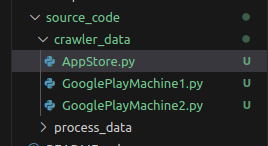 source_code
crawler_data
AppStore.py U
GooglePlayMachine1.py U
GooglePlayMachine2.py U
process_data